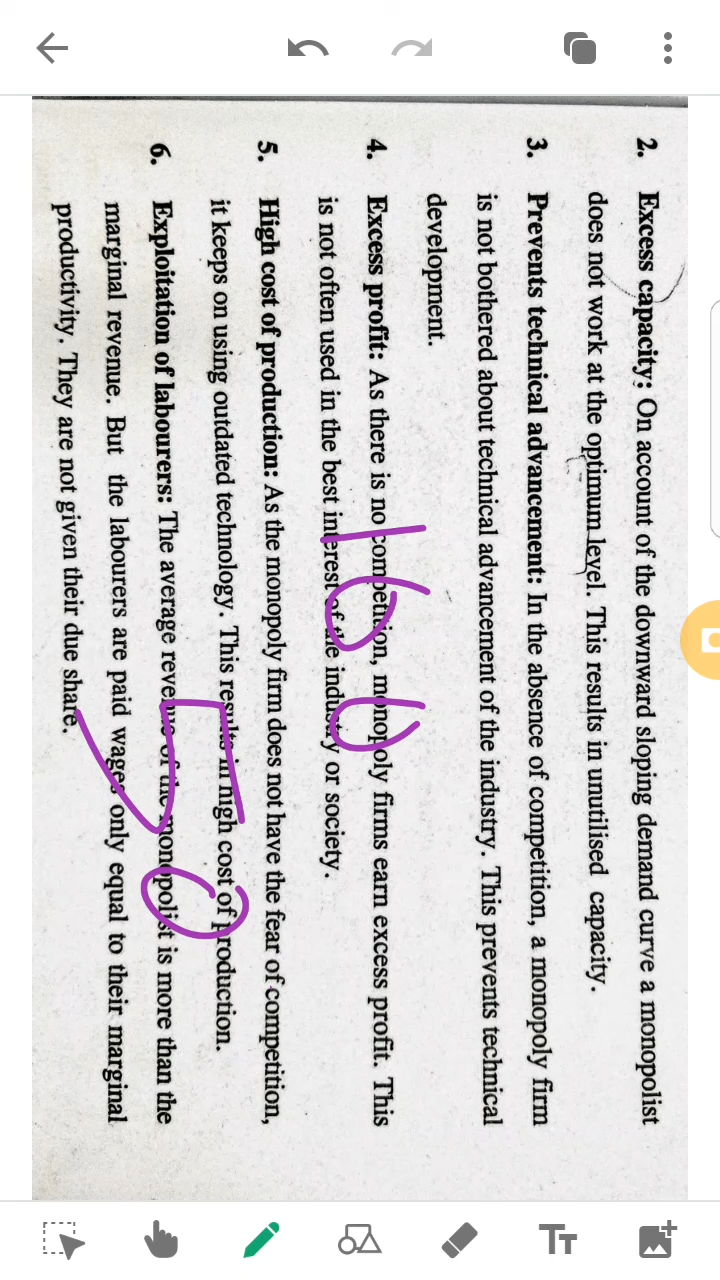 2. Excess capacity: On account of the downward sloping demand curve a monopolist
does not work at the optimum level. This results in unutilised capacity.
3. Prevents technical advancement: In the absence of competition, a monopoly firm
is not bothered about technical advancement of the industry. This prevents technical
development.
4. Excess profit: As there is no competition, monopoly firms earn excess profit. This
is not often used in the best interest of the industry or society.
5. High cost of production: As the monopoly firm does not have the fear of competition,
it keeps on using outdated technology. This results in high cost of production.
6. Exploitation of labourers: The average revenue of the monopolist is more than the
marginal revenue. But the labourers are paid wages only equal to their marginal
productivity. They are not given their due share.
100
50
TT